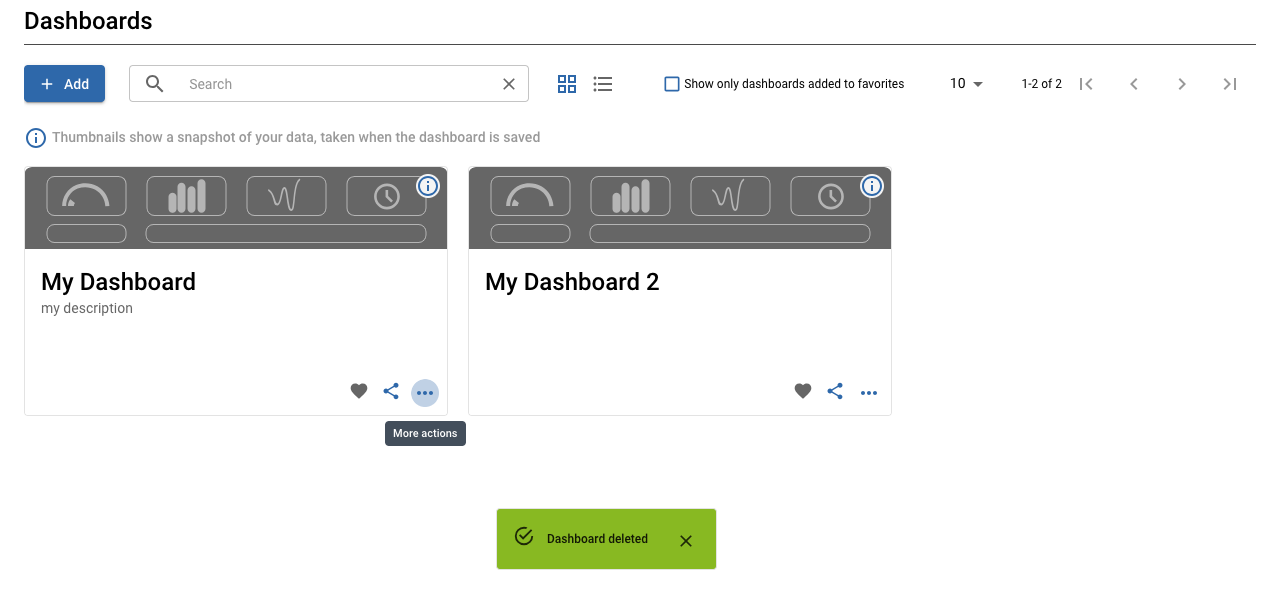 Dashboards
Add
Search
Show only dashboards added to favorites
10
1-2 of 2
Thumbnails show a snapshot of your data, taken when the dashboard is saved
My Dashboard
my description
My Dashboard 2
More actions
Dashboard deleted